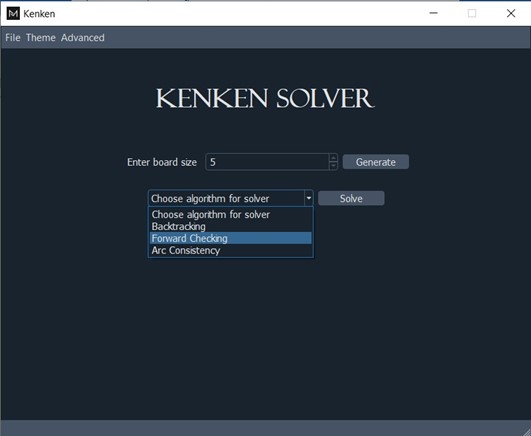 Kenken
File Theme Advanced
KENKEN SOLVER
Enter board size 5 Generate
Choose algorithm for solver Solve
Choose algorithm for solver
Backtracking
Forward Checking
Arc Consistency